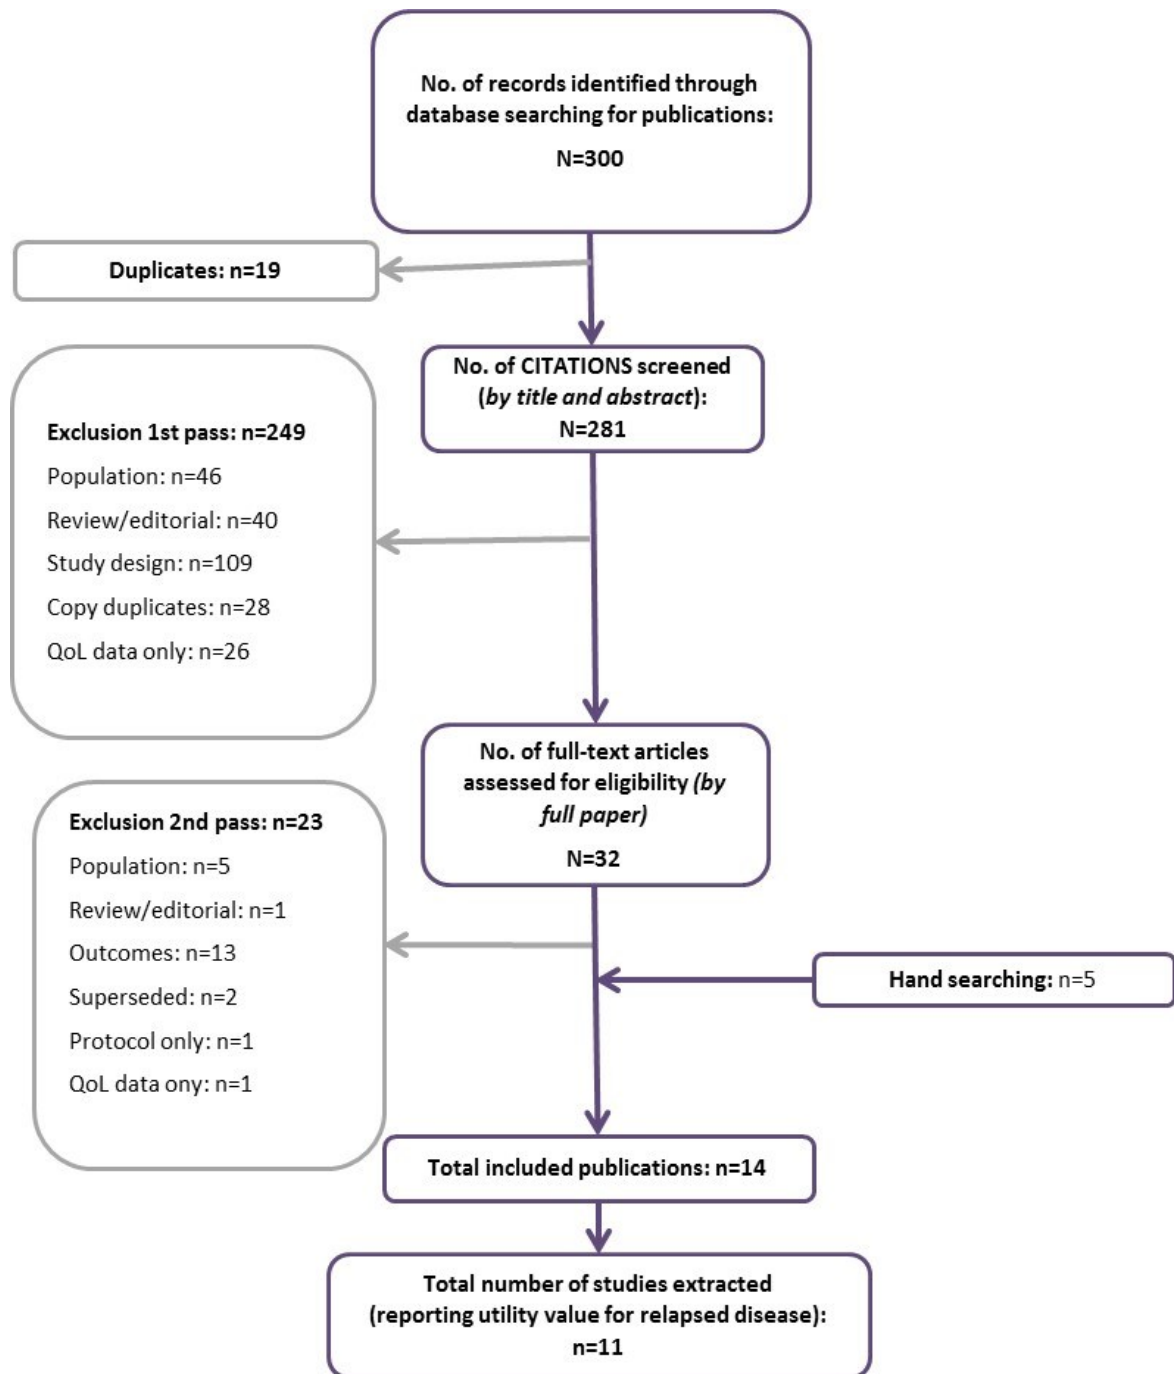 No. of records identified through
database searching for publications:
N=300
Duplicates: n=19
No. of CITATIONS screened
(by title and abstract):
N=281
Exclusion 1st pass: n=249
Population: n=46
Review/editorial: n=40
Study design: n=109
Copy duplicates: n=28
QoL data only: n=26
No. of full-text articles
assessed for eligibility (by
full paper)
N=32
Exclusion 2nd pass: n=23
Population: n=5
Review/editorial: n=1
Outcomes: n=13
Superseded: n=2
Protocol only: n=1
QoL data ony: n=1
Hand searching: n=5
Total included publications: n=14
Total number of studies extracted
(reporting utility value for relapsed disease):
n=11